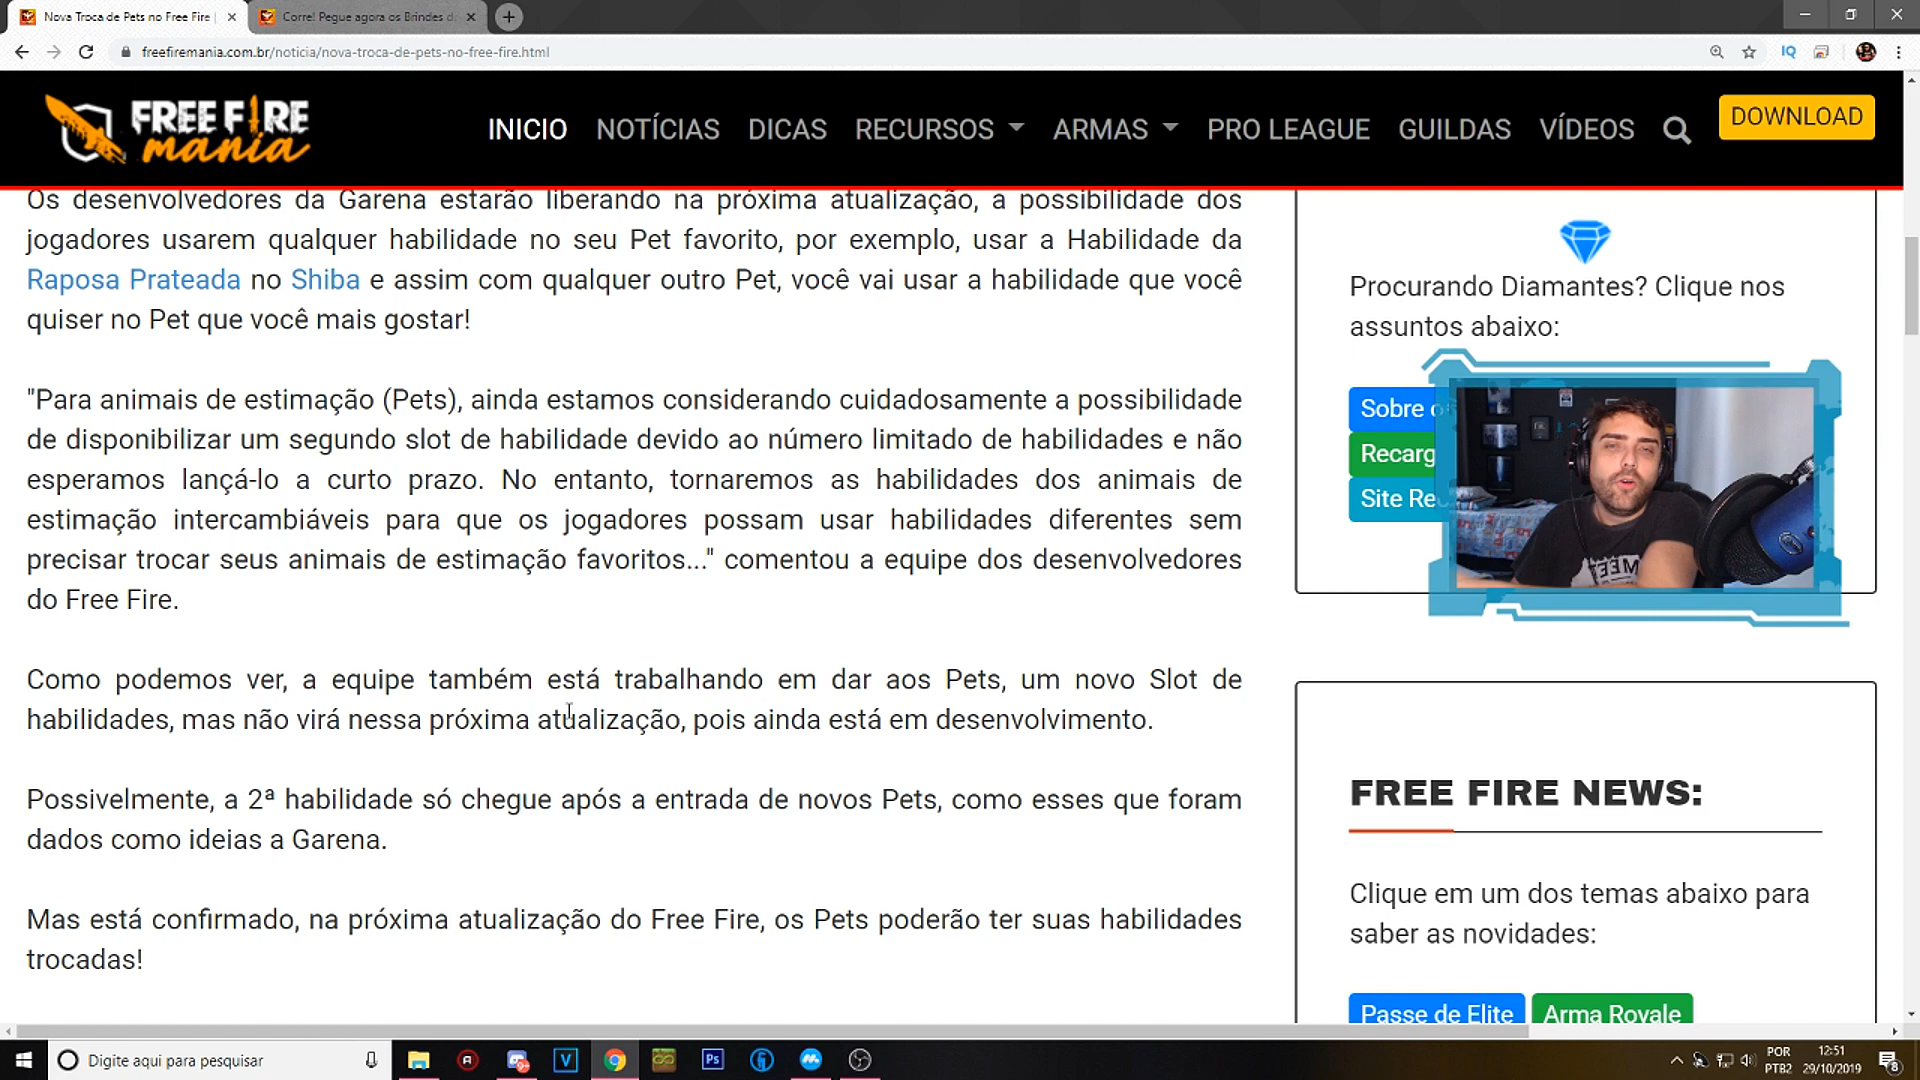 Nova Troca de Pets no Free Fire |
Corre! Pegue agora os Brindes d
freefiremania.com.br/noticia/nova-troca-de-pets-no-free-fire.html
IQ
FREE FIRE
mania
INICIO NOTÍCIAS DICAS RECURSOS ARMAS PRO LEAGUE GUILDAS VÍDEOS
DOWNLOAD
Os desenvolvedores da Garena estarão liberando na próxima atualização, a possibilidade dos
jogadores usarem qualquer habilidade no seu Pet favorito, por exemplo, usar a Habilidade da
Raposa Prateada no Shiba e assim com qualquer outro Pet, você vai usar a habilidade que você
quiser no Pet que você mais gostar!
"Para animais de estimação (Pets), ainda estamos considerando cuidadosamente a possibilidade
de disponibilizar um segundo slot de habilidade devido ao número limitado de habilidades e não
esperamos lançá-lo a curto prazo. No entanto, tornaremos as habilidades dos animais de
estimação intercambiáveis para que os jogadores possam usar habilidades diferentes sem
precisar trocar seus animais de estimação favoritos..." comentou a equipe dos desenvolvedores
do Free Fire.
Como podemos ver, a equipe também está trabalhando em dar aos Pets, um novo Slot de
habilidades, mas não virá nessa próxima atualização, pois ainda está em desenvolvimento.
Possivelmente, a 2ª habilidade só chegue após a entrada de novos Pets, como esses que foram
dados como ideias a Garena.
Mas está confirmado, na próxima atualização do Free Fire, os Pets poderão ter suas habilidades
trocadas!
Procurando Diamantes? Clique nos
assuntos abaixo:
Sobre o
Recarg
Site Re
FREE FIRE NEWS:
Clique em um dos temas abaixo para
saber as novidades:
Passe de Elite
Arma Royale
Digite aqui para pesquisar
V
Ps
POR
PTB2
12:51
29/10/2019
8